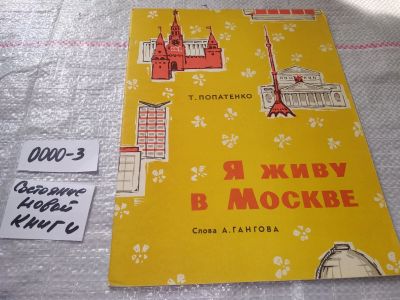 Т. ПОПАТЕНКО
Я ЖИВУ
В МОСКВЕ
Слова А. ГАНГОВА
0000-3
Состояние
новой
книги